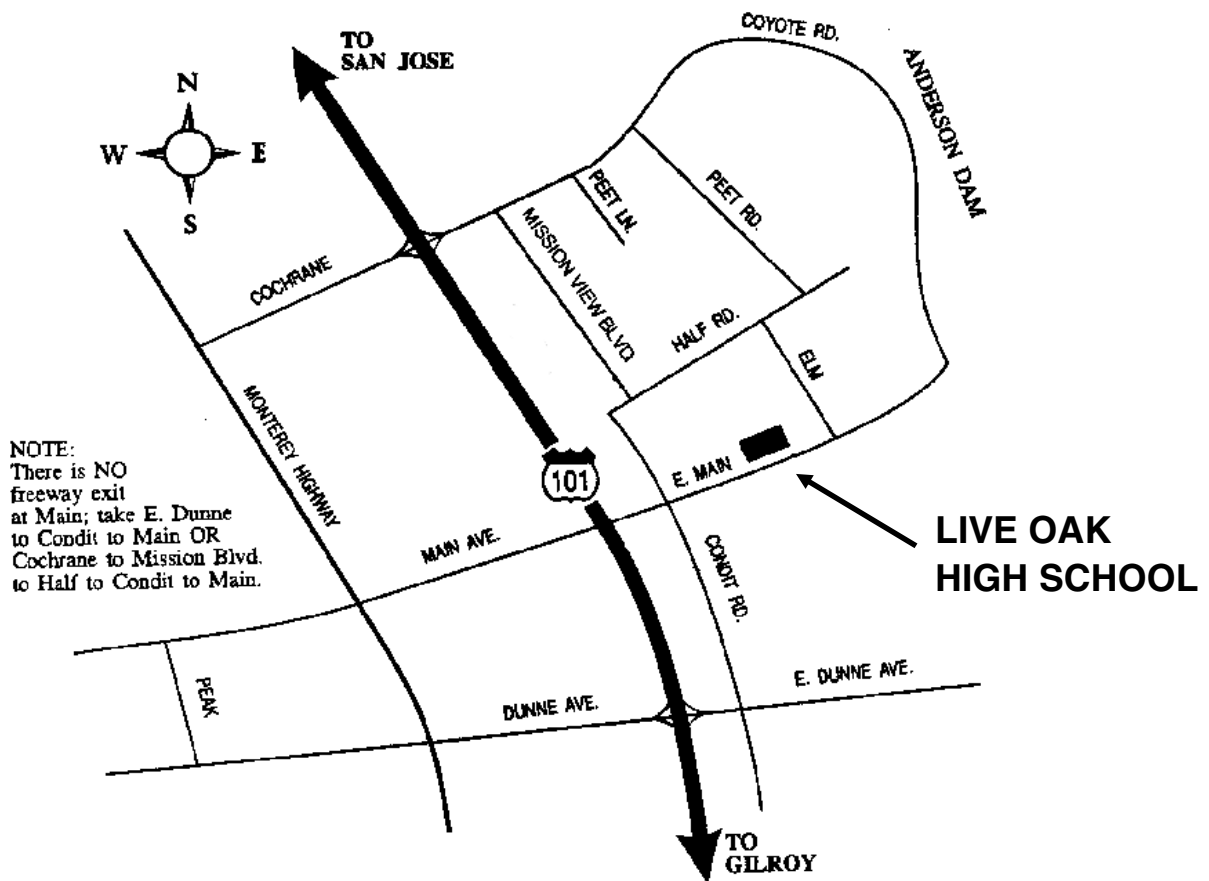 COYOTE RD.
TO
SAN JOSE
ANDERSON DAM
N
W
E
S
PEET LN.
PEET RD.
MISSION VIEW BLVD
COCHRANE
HALF RD.
ELM
MONTEREY HIGHWAY
NOTE:
There is NO
freeway exit
at Main; take E. Dunne
to Condit to Main OR
Cochrane to Mission Blvd.
to Half to Condit to Main.
101
E. MAIN
MAIN AVE.
LIVE OAK
HIGH SCHOOL
CONDIT RD.
PEAK
DUNNE AVE.
E. DUNNE AVE.
TO
GILROY